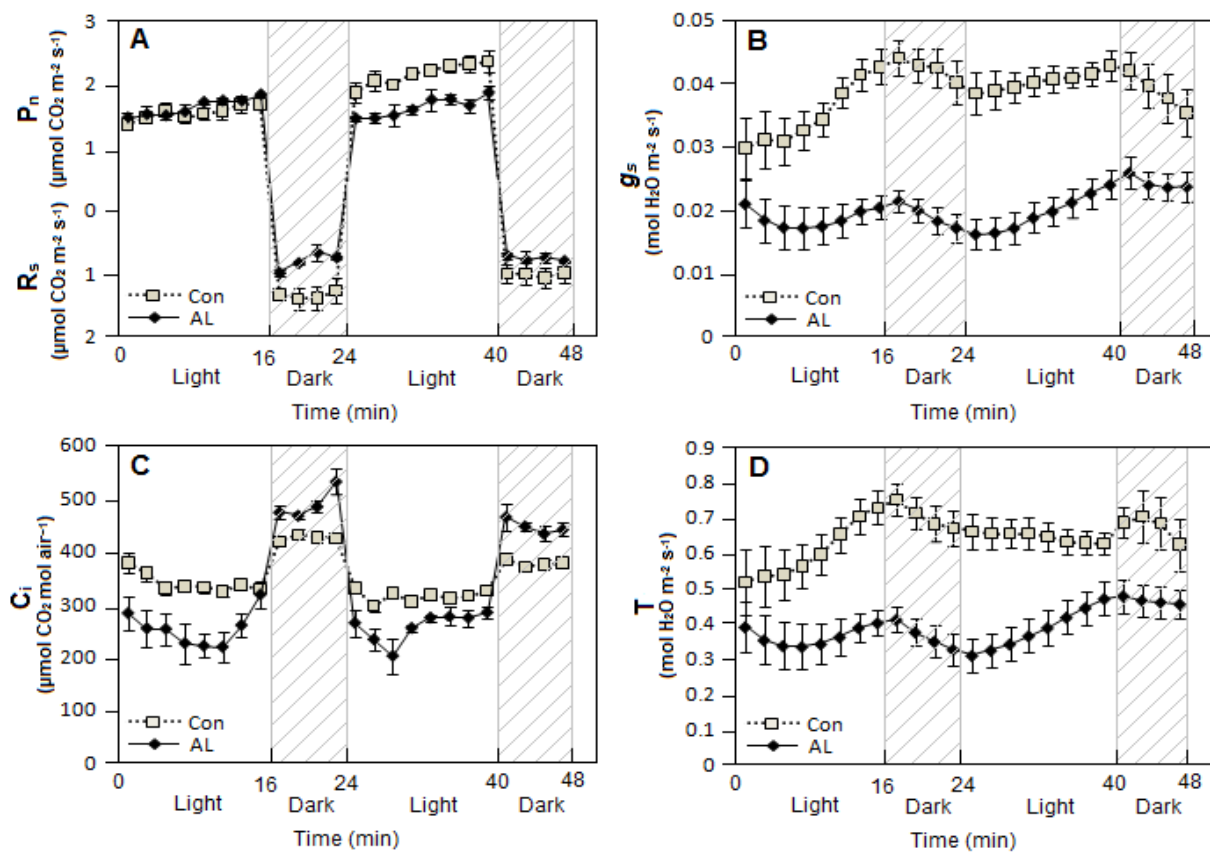 A
Pn
(µmol CO₂ m⁻² s⁻¹)
Rs
(µmol CO₂ m⁻² s⁻¹)
3
2
1
0
1
2
Con
AL
0 16 24 40 48
Light Dark Light Dark
Time (min)
B
gs
(mol H₂O m⁻² s⁻¹)
0.05
0.04
0.03
0.02
0.01
0
Con
AL
0 16 24 40 48
Light Dark Light Dark
Time (min)
C
Ci
(µmol CO₂ mol air⁻¹)
600
500
400
300
200
100
0
Con
AL
0 16 24 40 48
Light Dark Light Dark
Time (min)
D
T
(mol H₂O m⁻² s⁻¹)
0.9
0.8
0.7
0.6
0.5
0.4
0.3
0.2
0.1
0
Con
AL
0 16 24 40 48
Light Dark Light Dark
Time (min)